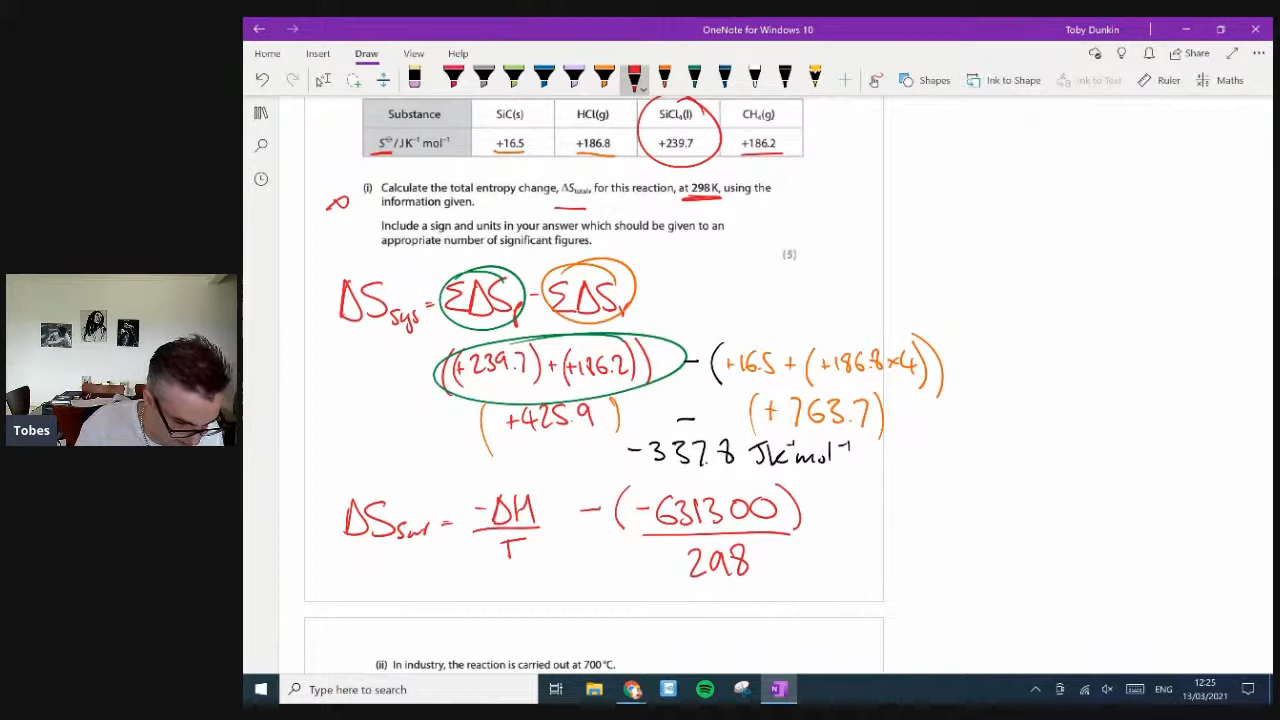 OneNote for Windows 10
Toby Dunkin
Home Insert Draw View Help
Share
Shapes Ink to Shape Ink to Text Ruler Maths
Substance SiC(s) HCl(g) SiCl₄(l) CH₄(g)
S⦵/JK⁻¹ mol⁻¹ +16.5 +186.8 +239.7 +186.2
(i) Calculate the total entropy change, ΔStotal, for this reaction, at 298 K, using the
information given.
Include a sign and units in your answer which should be given to an
appropriate number of significant figures.
(5)
ΔSsys = ΣΔSp - ΣΔSr
((+239.7) + (+186.2)) - (+16.5 + (+186.8×4))
(+425.9) - (+763.7)
-337.8 JK⁻¹mol⁻¹
ΔSsur = -ΔH/T -(-631300)/298
(ii) In industry, the reaction is carried out at 700 °C.
Tobes
Type here to search
ENG
12:25
13/03/2021